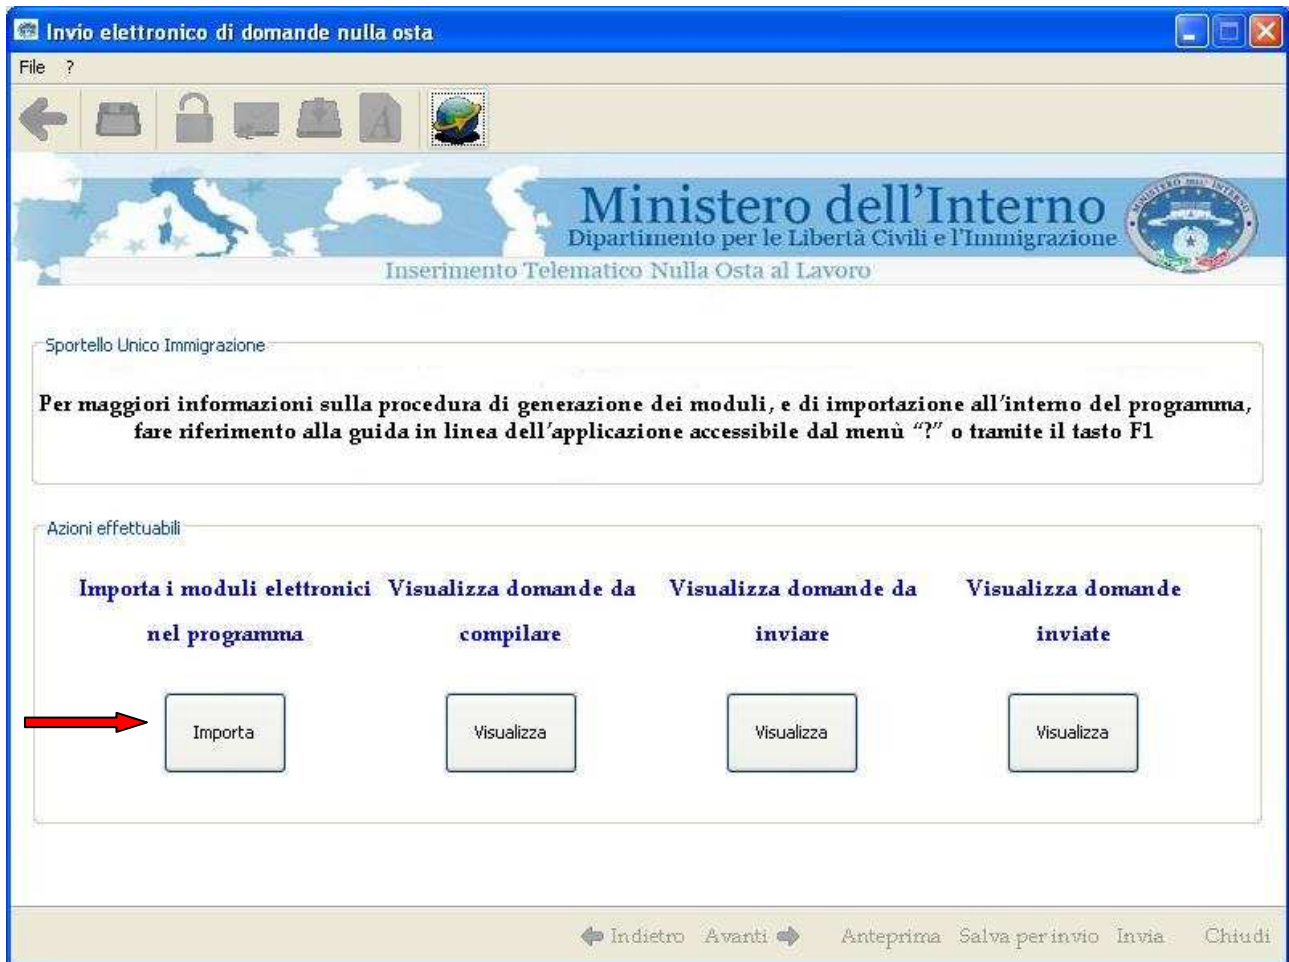 Invio elettronico di domande nulla osta
File ?
A
Ministero dell'Interno
Dipartimento per le Libertà Civili e l'Immigrazione
Inserimento Telematico Nulla Osta al Lavoro
Sportello Unico Immigrazione
Per maggiori informazioni sulla procedura di generazione dei moduli, e di importazione all'interno del programma,
fare riferimento alla guida in linea dell'applicazione accessibile dal menù “?” o tramite il tasto F1
Azioni effettuabili
Importa i moduli elettronici
nel programma
Visualizza domande da
compilare
Visualizza domande da
inviare
Visualizza domande
inviate
Importa
Visualizza
Visualizza
Visualizza
Indietro Avanti Anteprima Salva per invio Invia Chiudi